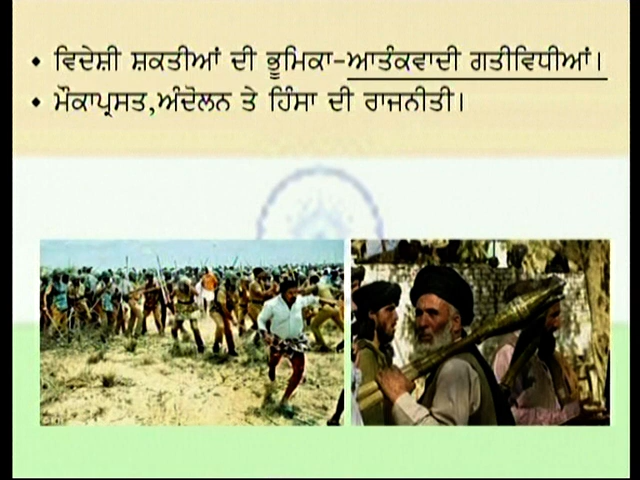 • ਵਿਦੇਸ਼ੀ ਸ਼ਕਤੀਆਂ ਦੀ ਭੂਮਿਕਾ-ਆਤੰਕਵਾਦੀ ਗਤੀਵਿਧੀਆਂ।
• ਮੌਕਾਪ੍ਰਸਤ,ਅੰਦੋਲਨ ਤੇ ਹਿੰਸਾ ਦੀ ਰਾਜਨੀਤੀ।